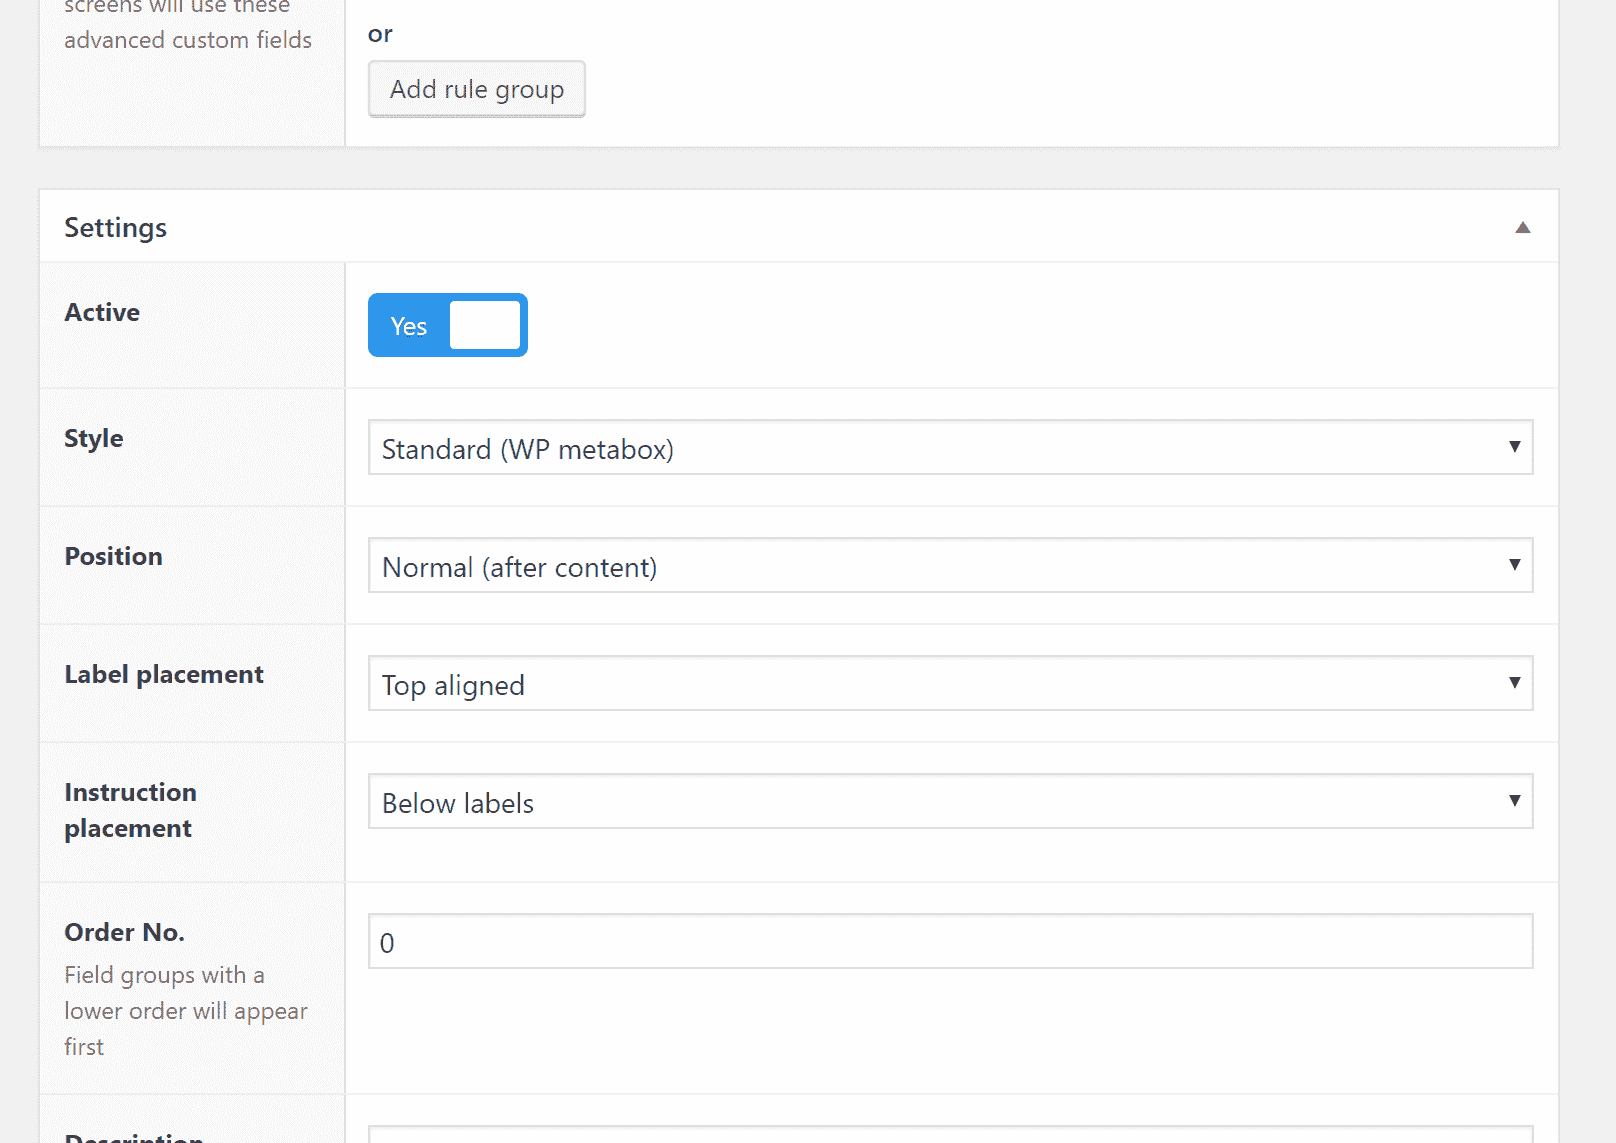 screens will use these
advanced custom fields
or
Add rule group
Settings
Active
Yes
Style
Standard (WP metabox)
Position
Normal (after content)
Label placement
Top aligned
Instruction
placement
Below labels
Order No.
0
Field groups with a
lower order will appear
first
Description